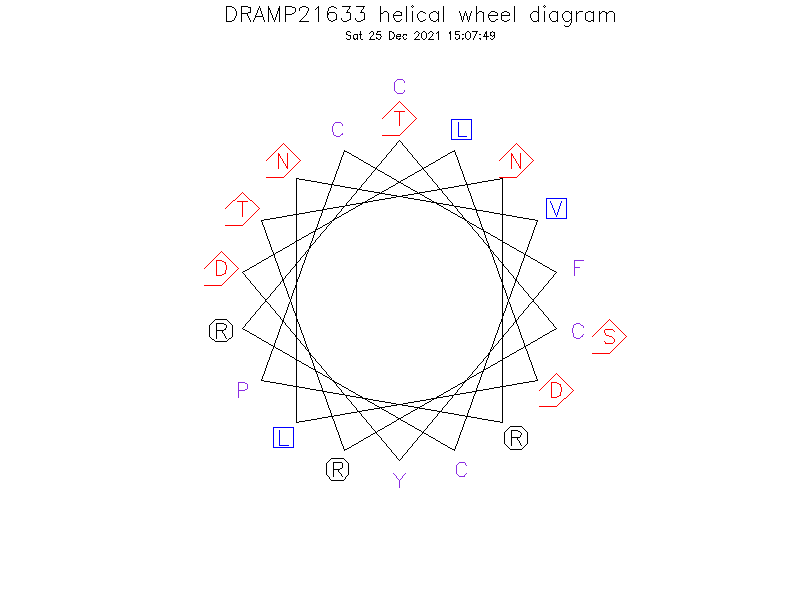 DRAMP21633 helical wheel diagram
Sat 25 Dec 2021 15:07:49
C
C T L
N N
T V
D F
R C S
P D
L R
R Y C